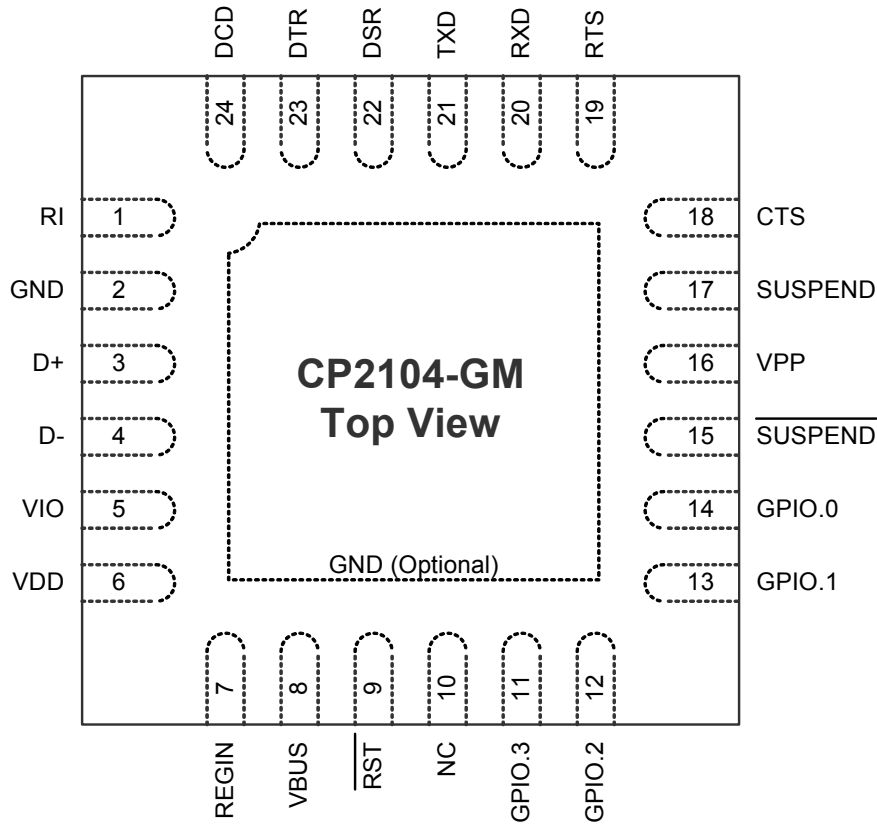 DCD
DTR
DSR
TXD
RXD
RTS
24
23
22
21
20
19
RI 1
GND 2
D+ 3
D- 4
VIO 5
VDD 6
18 CTS
17 SUSPEND
16 VPP
15 SUSPEND
14 GPIO.0
13 GPIO.1
CP2104-GM
Top View
GND (Optional)
7
8
9
10
11
12
REGIN
VBUS
RST
NC
GPIO.3
GPIO.2